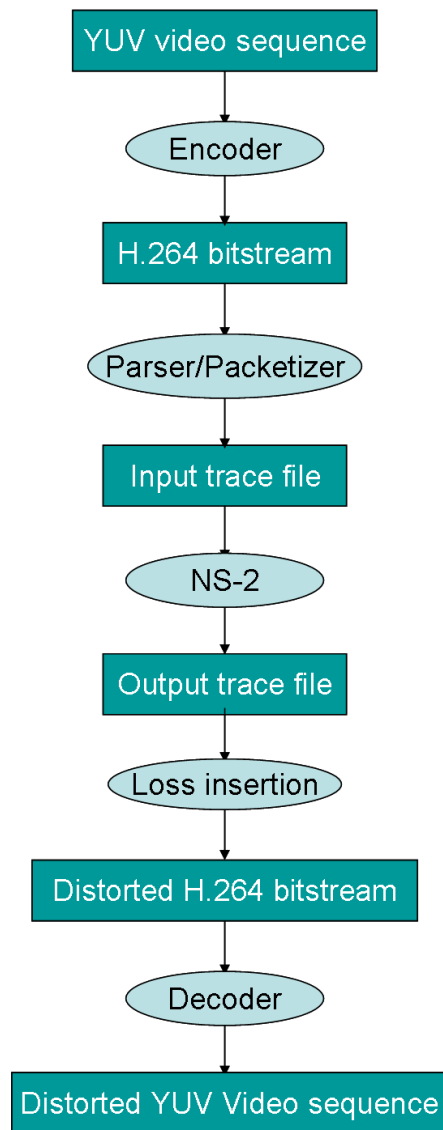 YUV video sequence
Encoder
H.264 bitstream
Parser/Packetizer
Input trace file
NS-2
Output trace file
Loss insertion
Distorted H.264 bitstream
Decoder
Distorted YUV Video sequence